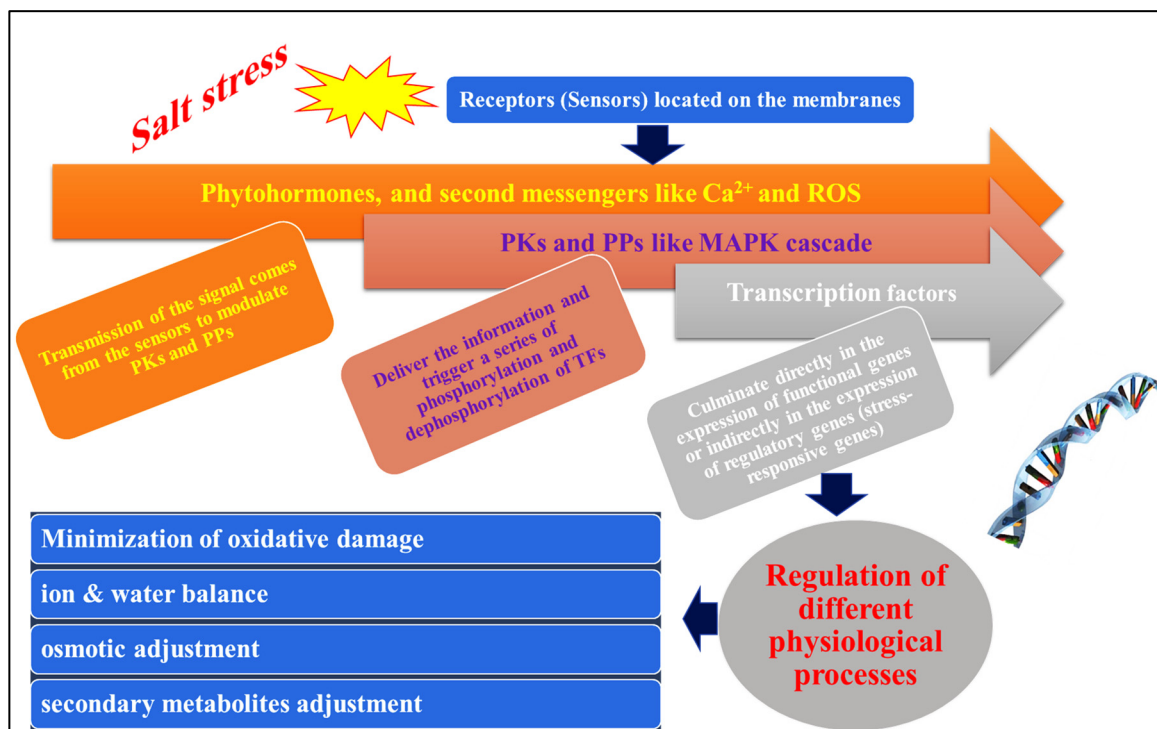 Salt stress
Receptors (Sensors) located on the membranes
Phytohormones, and second messengers like Ca²⁺ and ROS
PKs and PPs like MAPK cascade
Transcription factors
Transmission of the signal comes
from the sensors to modulate
PKs and PPs
Deliver the information and
trigger a series of
phosphorylation and
dephosphorylation of TFs
Culminate directly in the
expression of functional genes
or indirectly in the expression
of regulatory genes (stress-
responsive genes)
Regulation of
different
physiological
processes
Minimization of oxidative damage
ion & water balance
osmotic adjustment
secondary metabolites adjustment